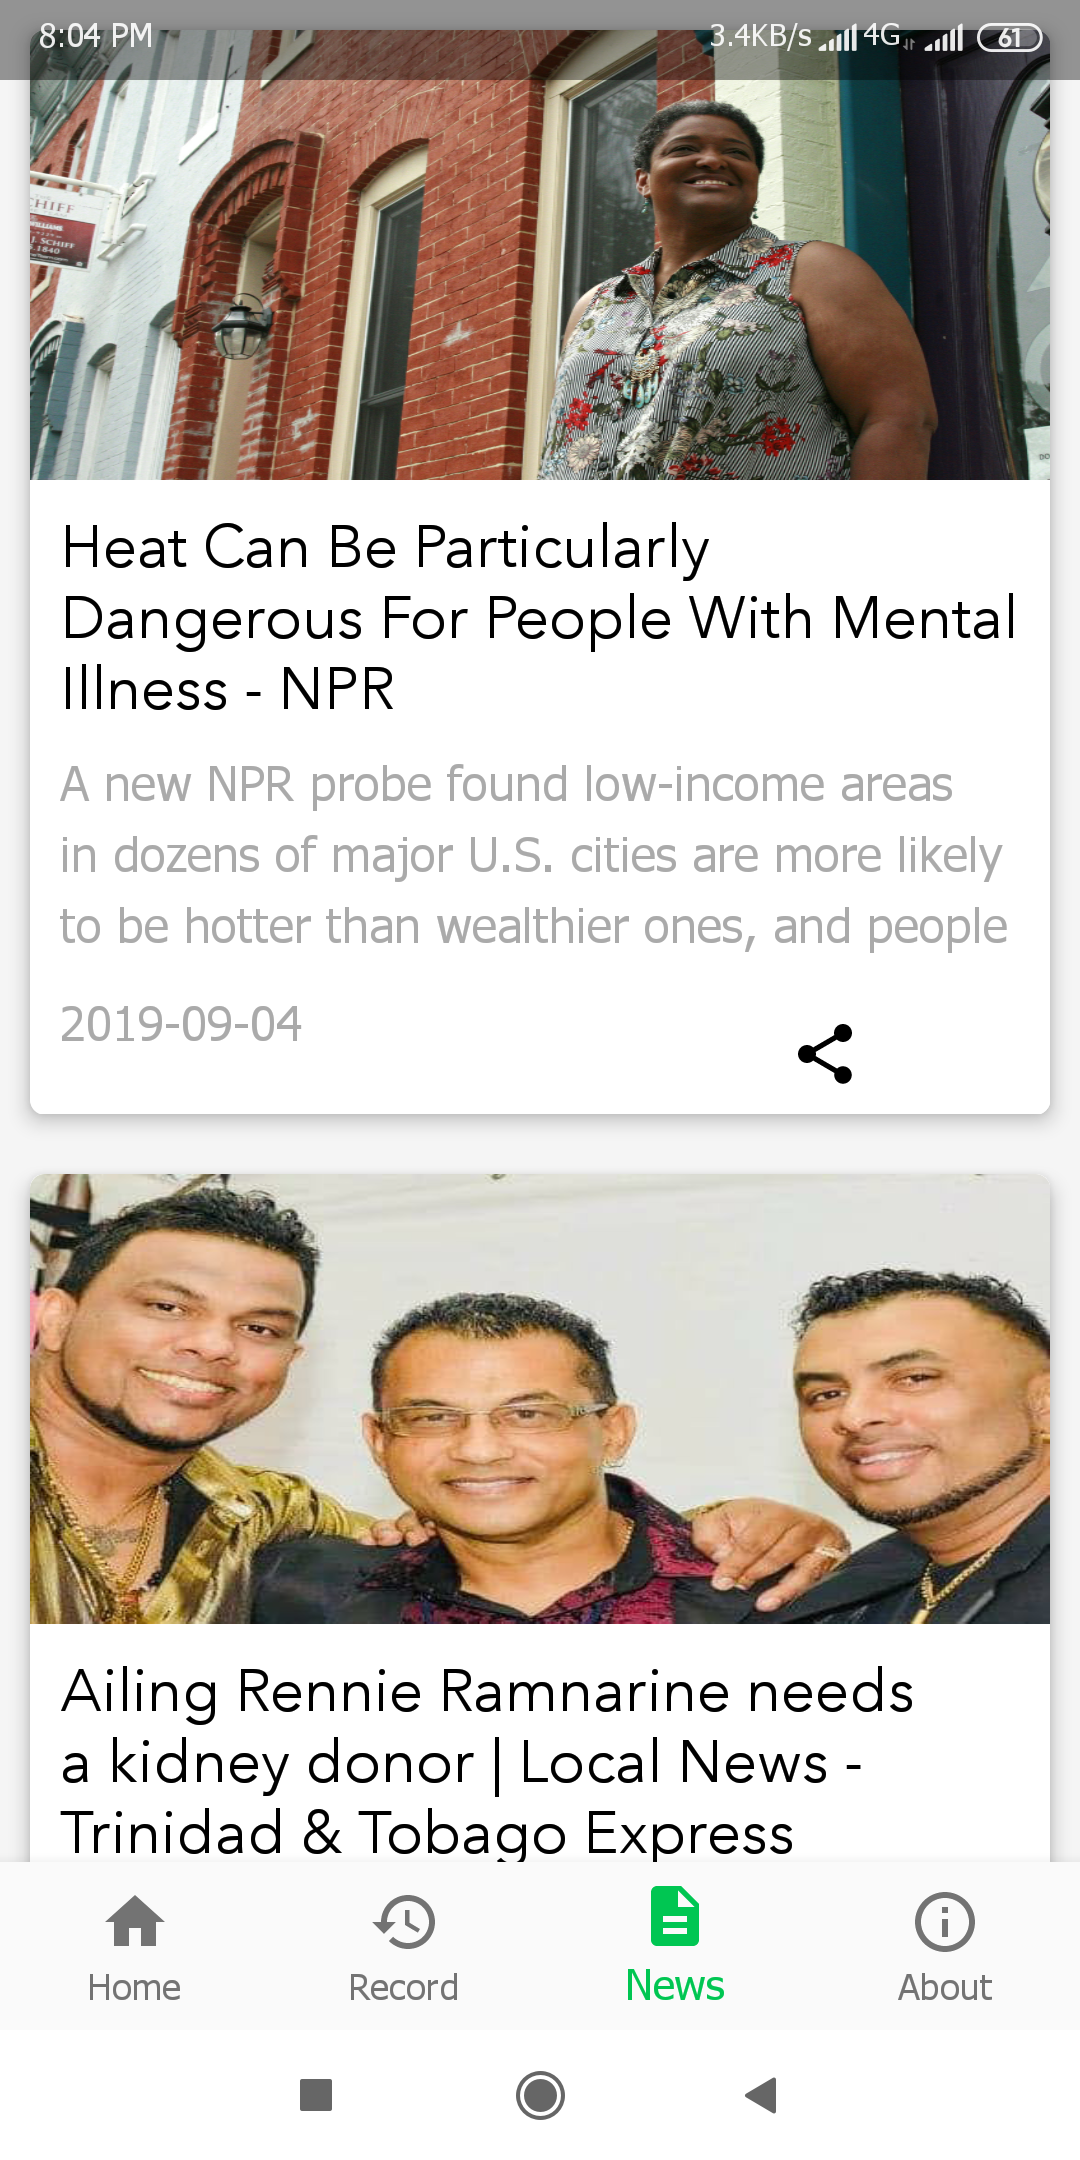 8:04 PM 3.4KB/s 4G 61
CHIFF
WILLIAMS
J. SCHIFF
Heat Can Be Particularly
Dangerous For People With Mental
Illness - NPR
A new NPR probe found low-income areas
in dozens of major U.S. cities are more likely
to be hotter than wealthier ones, and people
2019-09-04
Ailing Rennie Ramnarine needs
a kidney donor | Local News -
Trinidad & Tobago Express
Home Record News About